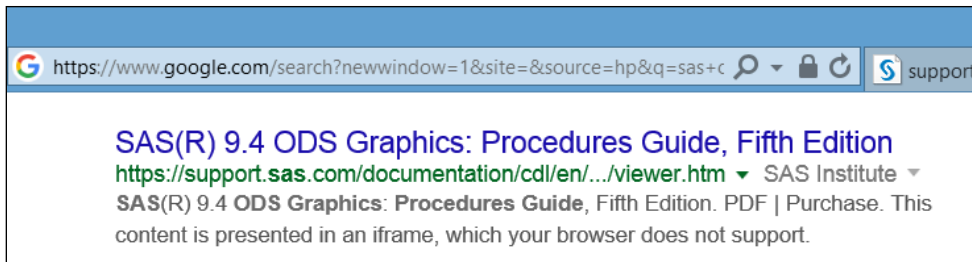 https://www.google.com/search?newwindow=1&site=&source=hp&q=sas+c
support
SAS(R) 9.4 ODS Graphics: Procedures Guide, Fifth Edition
https://support.sas.com/documentation/cdl/en/.../viewer.htm ▼ SAS Institute ▼
SAS(R) 9.4 ODS Graphics: Procedures Guide, Fifth Edition. PDF | Purchase. This
content is presented in an iframe, which your browser does not support.